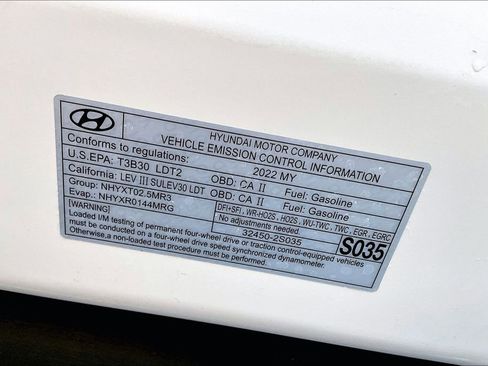 HYUNDAI MOTOR COMPANY
VEHICLE EMISSION CONTROL INFORMATION
Conforms to regulations: 2022 MY
U.S.EPA: T3B30 LDT2 OBD: CA II Fuel: Gasoline
California: LEV III SULEV30 LDT OBD: CA II Fuel: Gasoline
Group: NHYXT02.5MR3 DFI+SFI, WR-HO2S, HO2S, WU-TWC, TWC, EGR, EGRC
Evap.: NHYXR0144MRG No adjustments needed.
[WARNING] 32450-2S035 S035
Loaded I/M testing of permanent four-wheel drive or traction control-equipped vehicles
must be conducted on a four-wheel drive speed synchronized dynamometer.
Otherwise, a non-loaded test procedure must be performed.